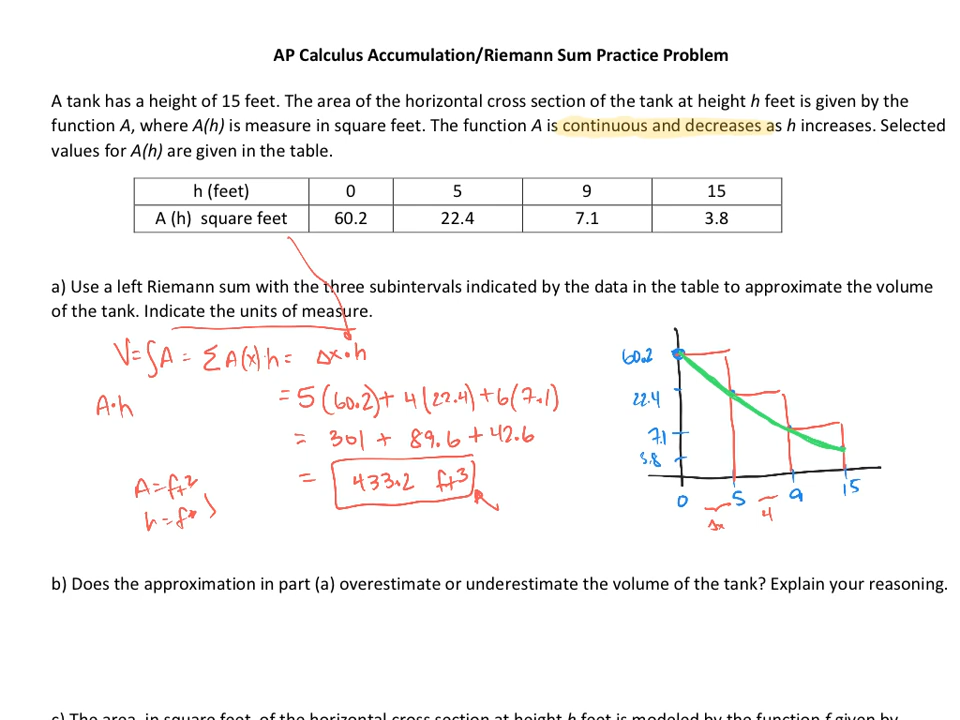 AP Calculus Accumulation/Riemann Sum Practice Problem
A tank has a height of 15 feet. The area of the horizontal cross section of the tank at height h feet is given by the
function A, where A(h) is measure in square feet. The function A is continuous and decreases as h increases. Selected
values for A(h) are given in the table.
h (feet) 0 5 9 15
A (h) square feet 60.2 22.4 7.1 3.8
a) Use a left Riemann sum with the three subintervals indicated by the data in the table to approximate the volume
of the tank. Indicate the units of measure.
V=∫A = ΣA(x)·h = Δx·h
A·h
= 5(60.2)+ 4(22.4)+6(7.1)
= 301 + 89.6 + 42.6
= 433.2 ft3
A=ft2
60.2
22.4
7.1
3.8
0 5 9 15
Δx 4
b) Does the approximation in part (a) overestimate or underestimate the volume of the tank? Explain your reasoning.